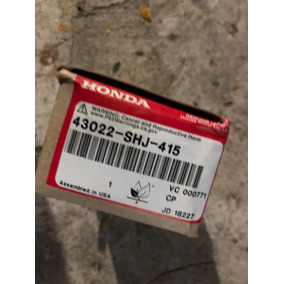 HONDA
WARNING: Cancer and Reproductive Harm
www.P65Warnings.ca.gov
43022-SHJ-415
1
VC 000771
CP
Assembled in USA
JD 18227